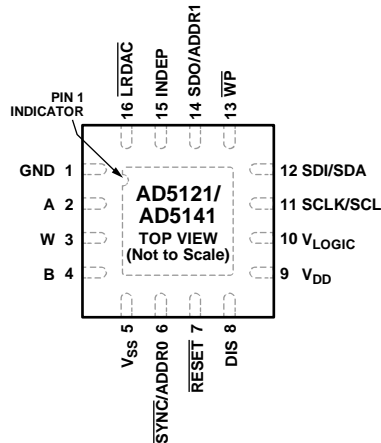 16 LRDAC
15 INDEP
14 SDO/ADDR1
13 WP
PIN 1
INDICATOR
GND 1
A 2
W 3
B 4
AD5121/
AD5141
TOP VIEW
(Not to Scale)
12 SDI/SDA
11 SCLK/SCL
10 VLOGIC
9 VDD
VSS 5
SYNC/ADDR0 6
RESET 7
DIS 8